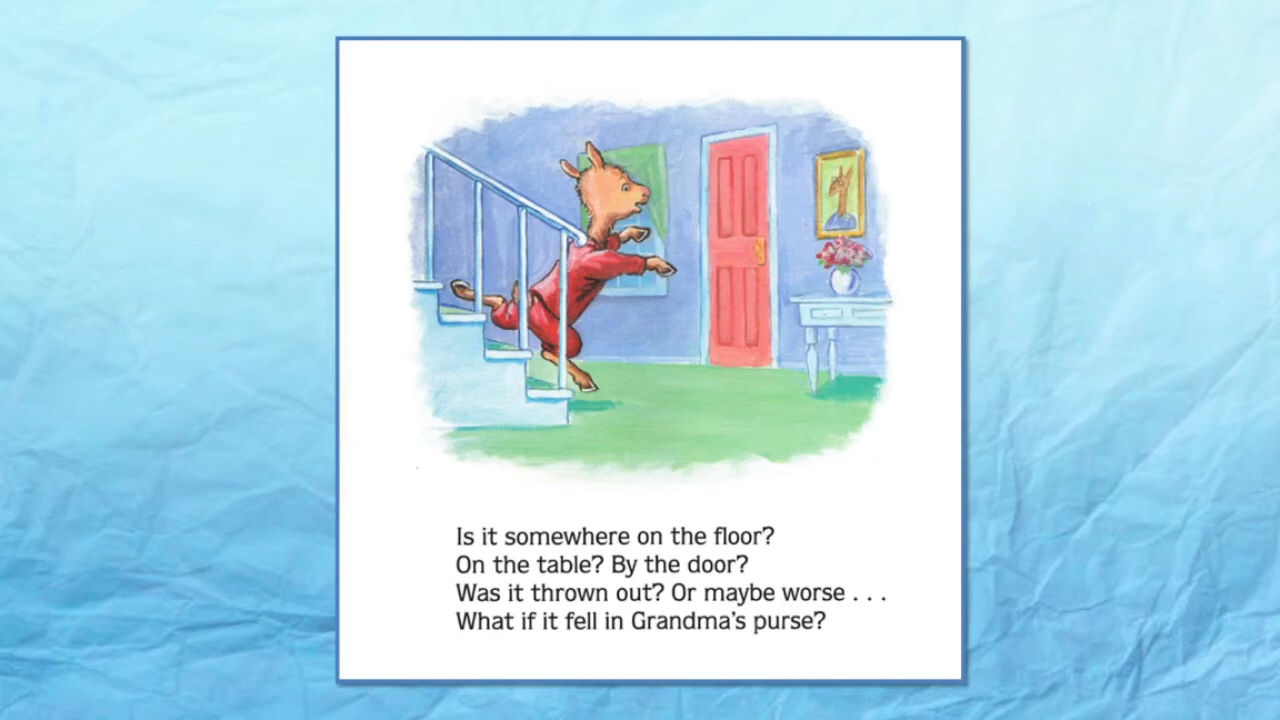 Is it somewhere on the floor?
On the table? By the door?
Was it thrown out? Or maybe worse . . .
What if it fell in Grandma's purse?